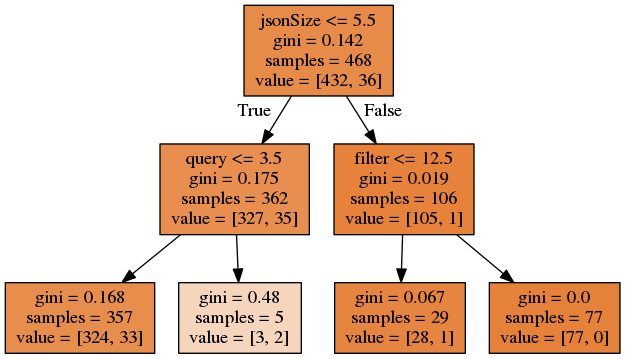 jsonSize <= 5.5
gini = 0.142
samples = 468
value = [432, 36]
True
False
query <= 3.5
gini = 0.175
samples = 362
value = [327, 35]
filter <= 12.5
gini = 0.019
samples = 106
value = [105, 1]
gini = 0.168
samples = 357
value = [324, 33]
gini = 0.48
samples = 5
value = [3, 2]
gini = 0.067
samples = 29
value = [28, 1]
gini = 0.0
samples = 77
value = [77, 0]